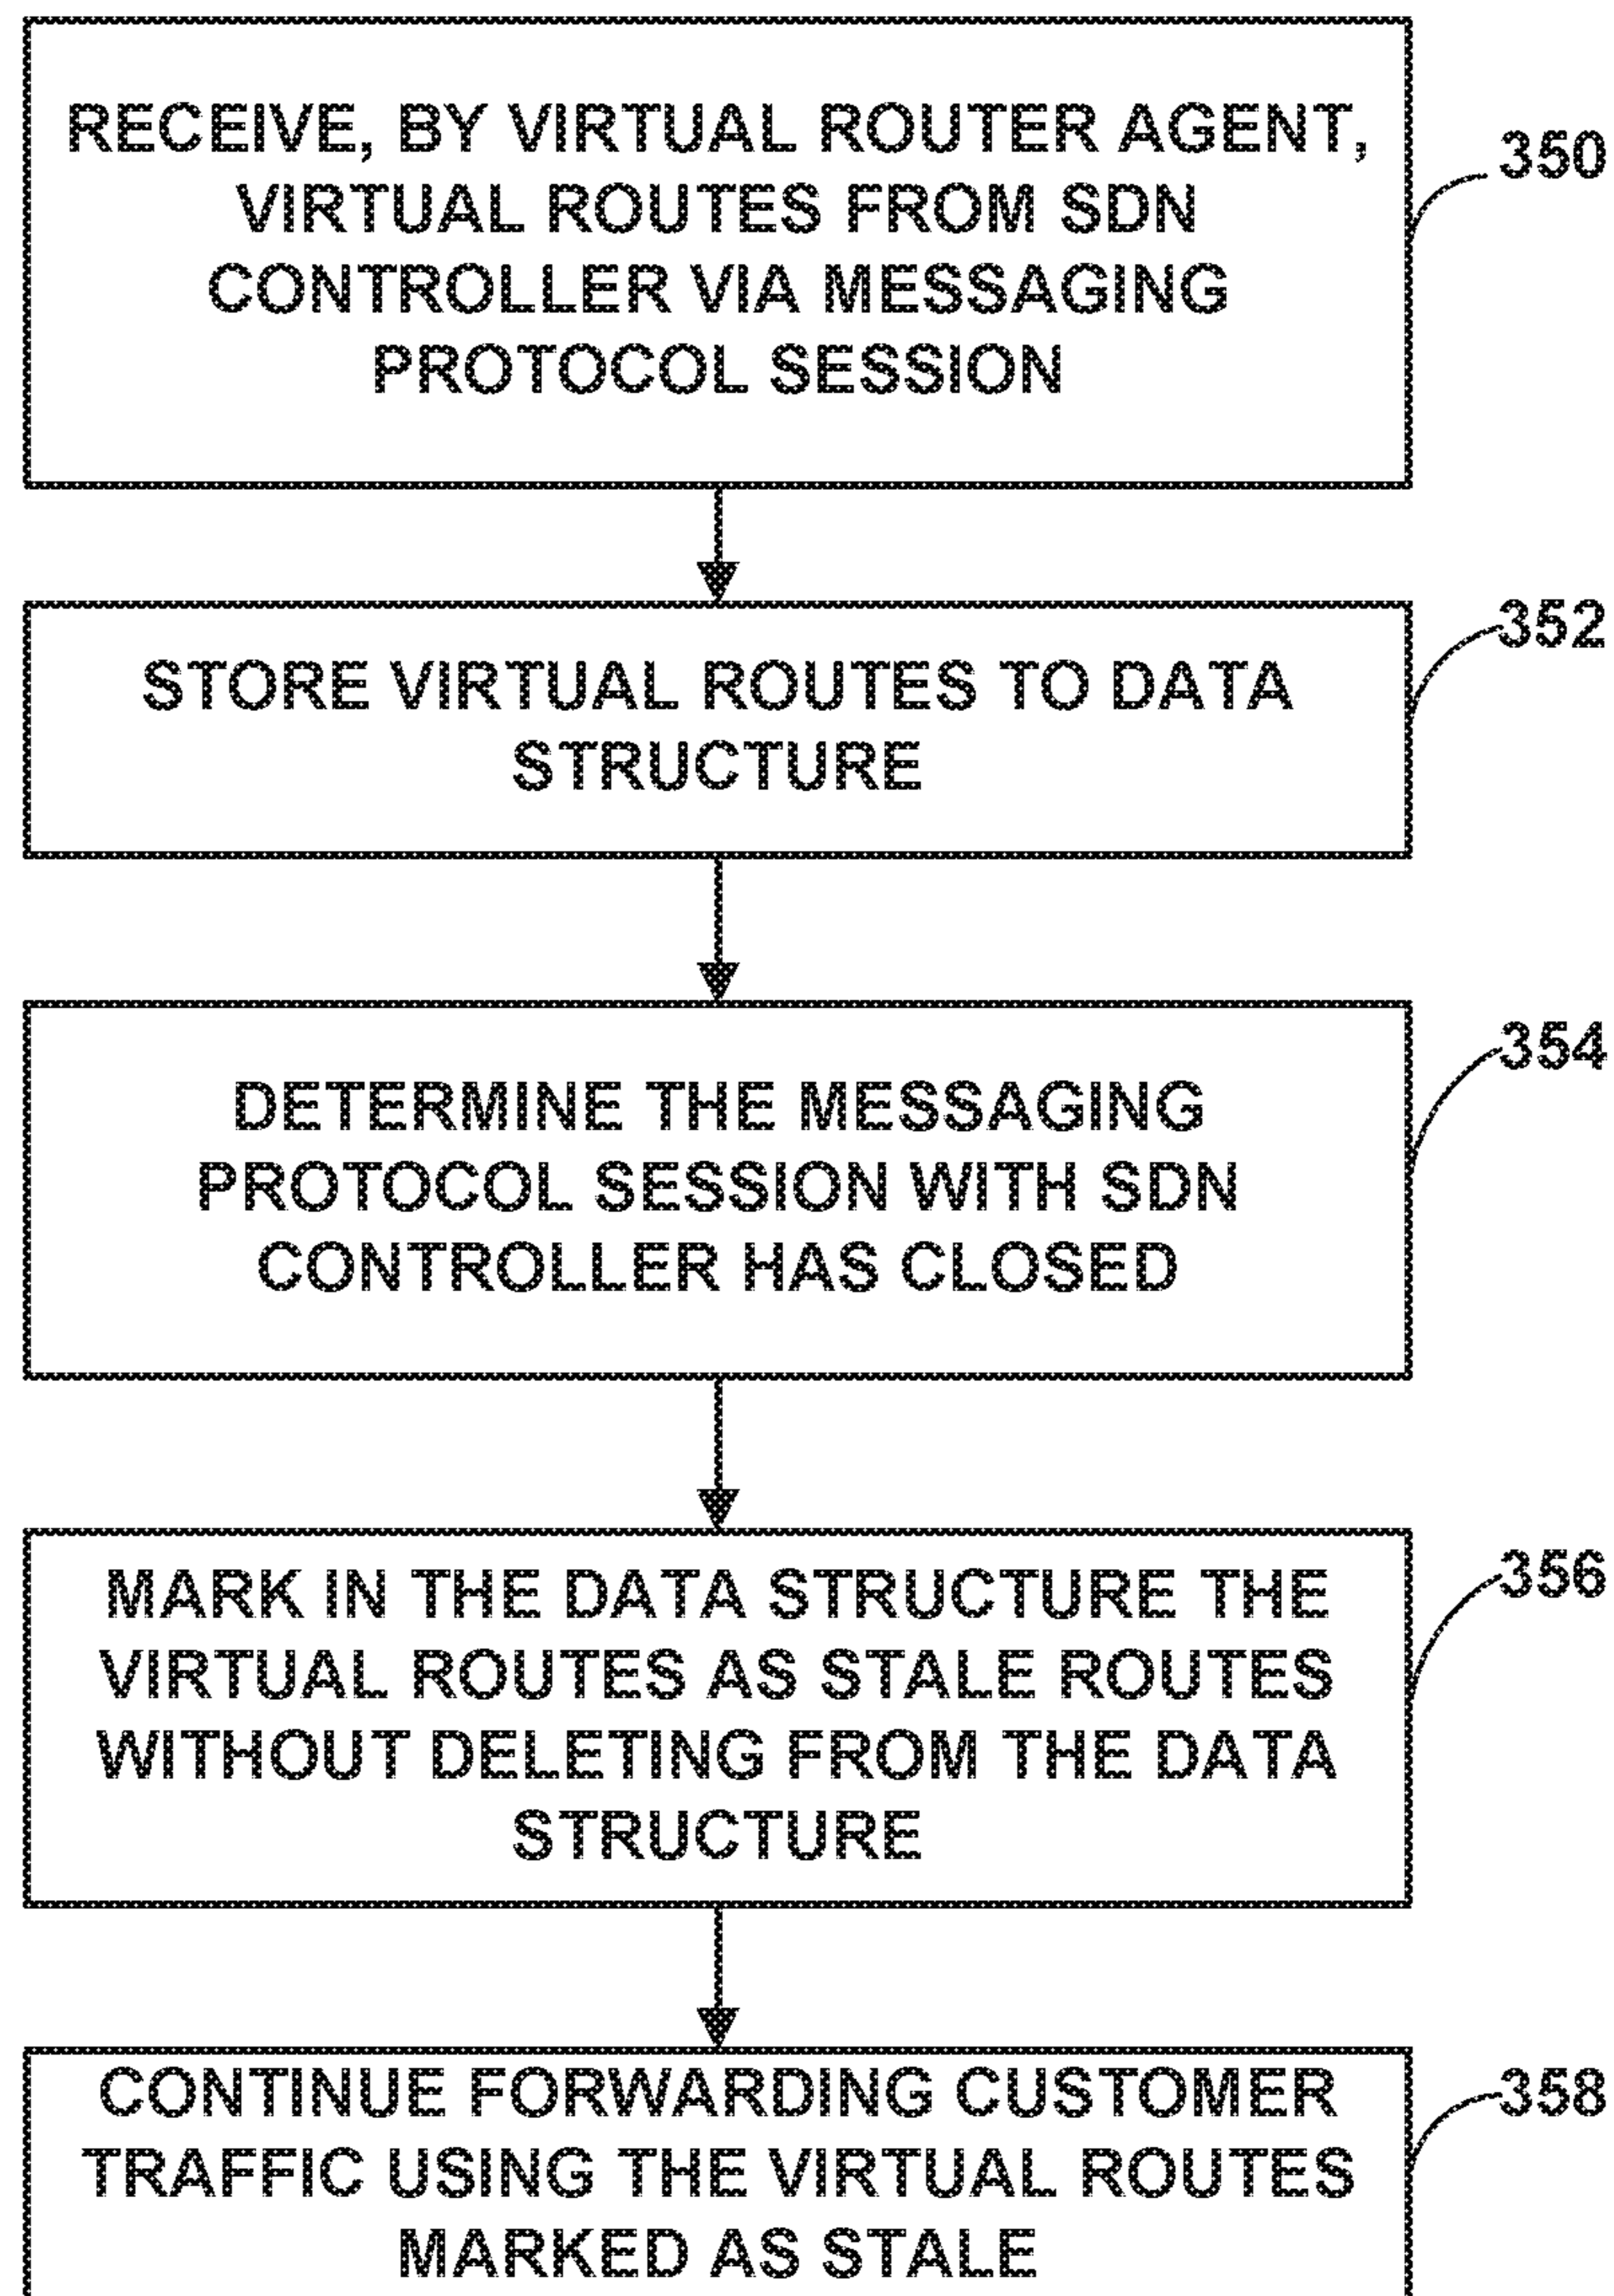 RECEIVE, BY VIRTUAL ROUTER AGENT,
VIRTUAL ROUTES FROM SDN
CONTROLLER VIA MESSAGING
PROTOCOL SESSION
350
STORE VIRTUAL ROUTES TO DATA
STRUCTURE
352
DETERMINE THE MESSAGING
PROTOCOL SESSION WITH SDN
CONTROLLER HAS CLOSED
354
MARK IN THE DATA STRUCTURE THE
VIRTUAL ROUTES AS STALE ROUTES
WITHOUT DELETING FROM THE DATA
STRUCTURE
356
CONTINUE FORWARDING CUSTOMER
TRAFFIC USING THE VIRTUAL ROUTES
MARKED AS STALE
358